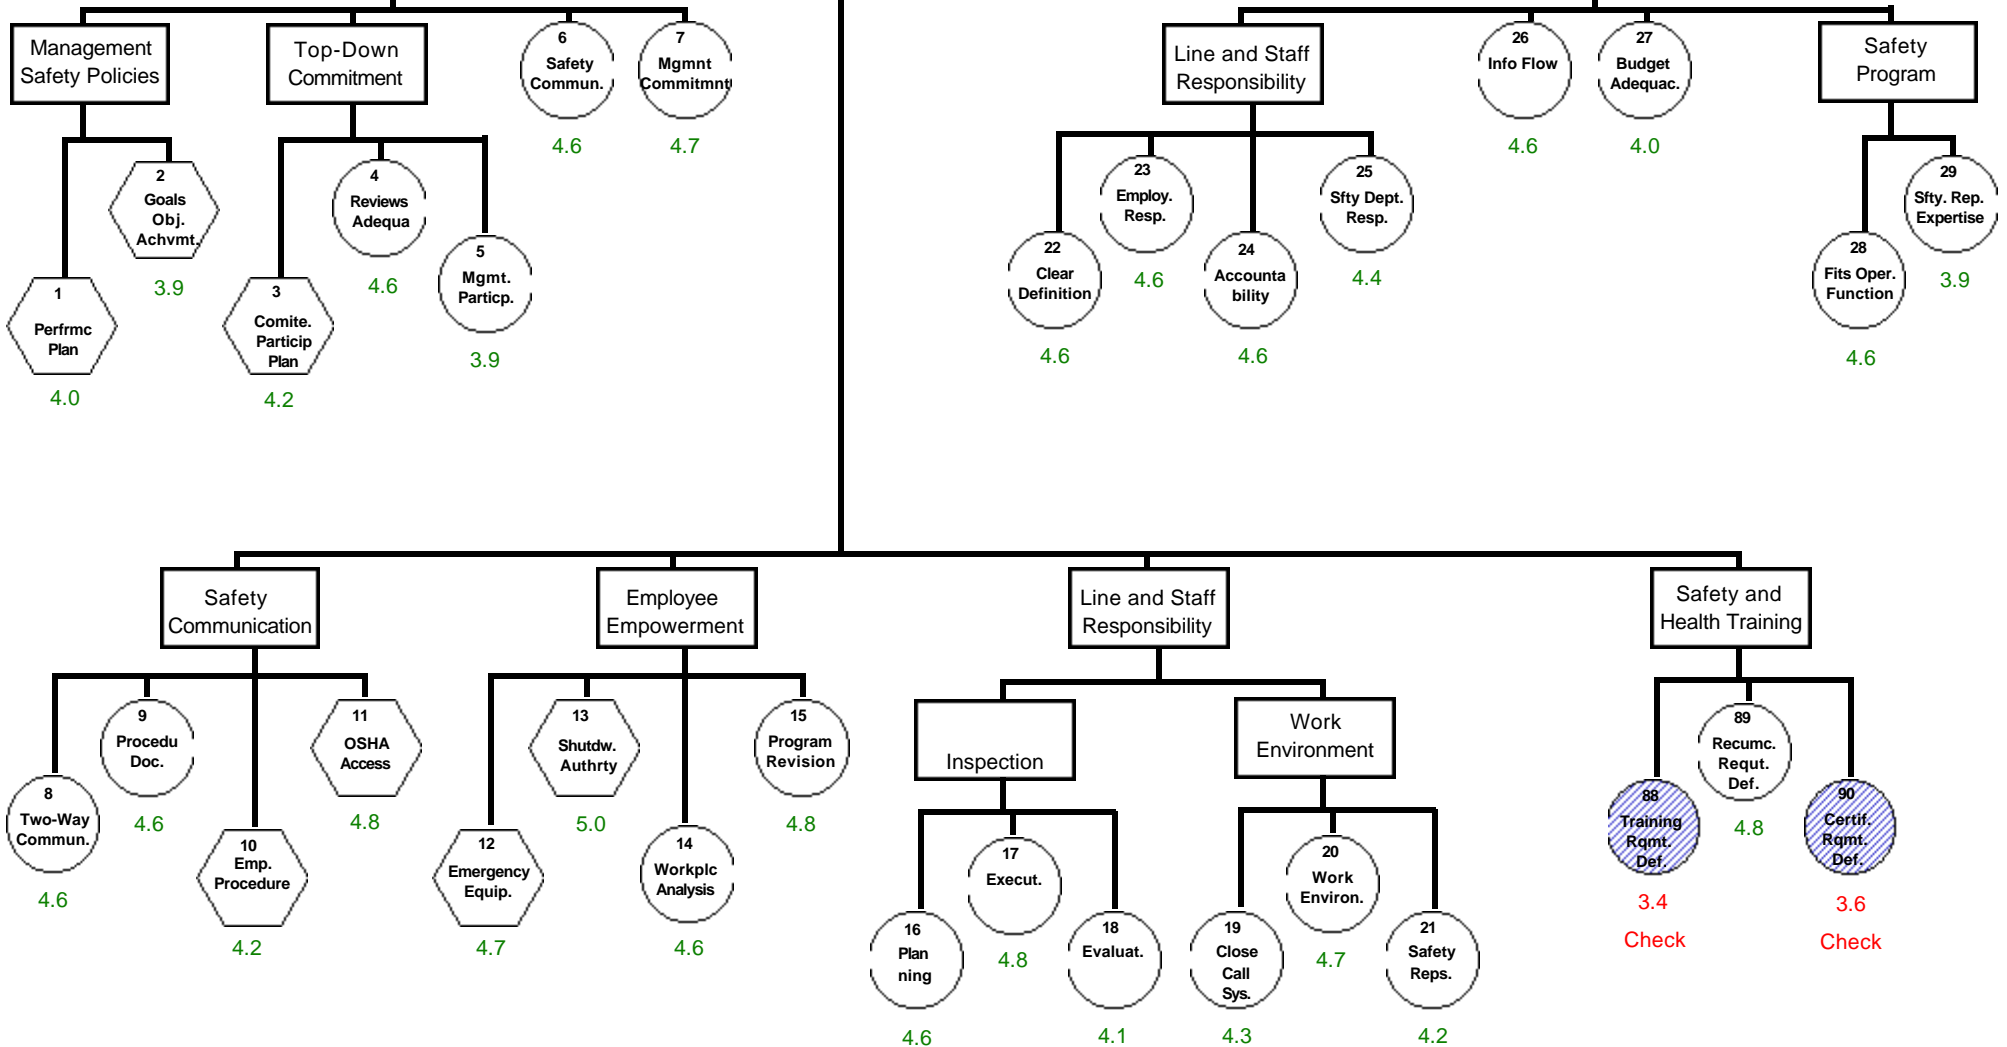 Management
Safety Policies
Top-Down
Commitment
6
Safety
Commun.
4.6
7
Mgmnt
Commitmnt
4.7
1
Perfrmc
Plan
4.0
2
Goals
Obj.
Achvmt.
3.9
3
Comite.
Particip
Plan
4.2
4
Reviews
Adequa
4.6
5
Mgmt.
Particp.
3.9
Line and Staff
Responsibility
26
Info Flow
4.6
27
Budget
Adequac.
4.0
Safety
Program
22
Clear
Definition
4.6
23
Employ.
Resp.
4.6
24
Accounta
bility
4.6
25
Sfty Dept.
Resp.
4.4
28
Fits Oper.
Function
4.6
29
Sfty. Rep.
Expertise
3.9
Safety
Communication
8
Two-Way
Commun.
4.6
9
Procedu
Doc.
4.6
10
Emp.
Procedure
4.2
11
OSHA
Access
4.8
Employee
Empowerment
12
Emergency
Equip.
4.7
13
Shutdw.
Authrty
5.0
14
Workplc
Analysis
4.6
15
Program
Revision
4.8
Line and Staff
Responsibility
Inspection
16
Plan
ning
4.6
17
Execut.
4.8
18
Evaluat.
4.1
Work
Environment
19
Close
Call
Sys.
4.3
20
Work
Environ.
4.7
21
Safety
Reps.
4.2
Safety and
Health Training
88
Training
Rqmt.
Def.
3.4
Check
89
Recumc.
Requt.
Def.
4.8
90
Certif.
Rqmt.
Def.
3.6
Check